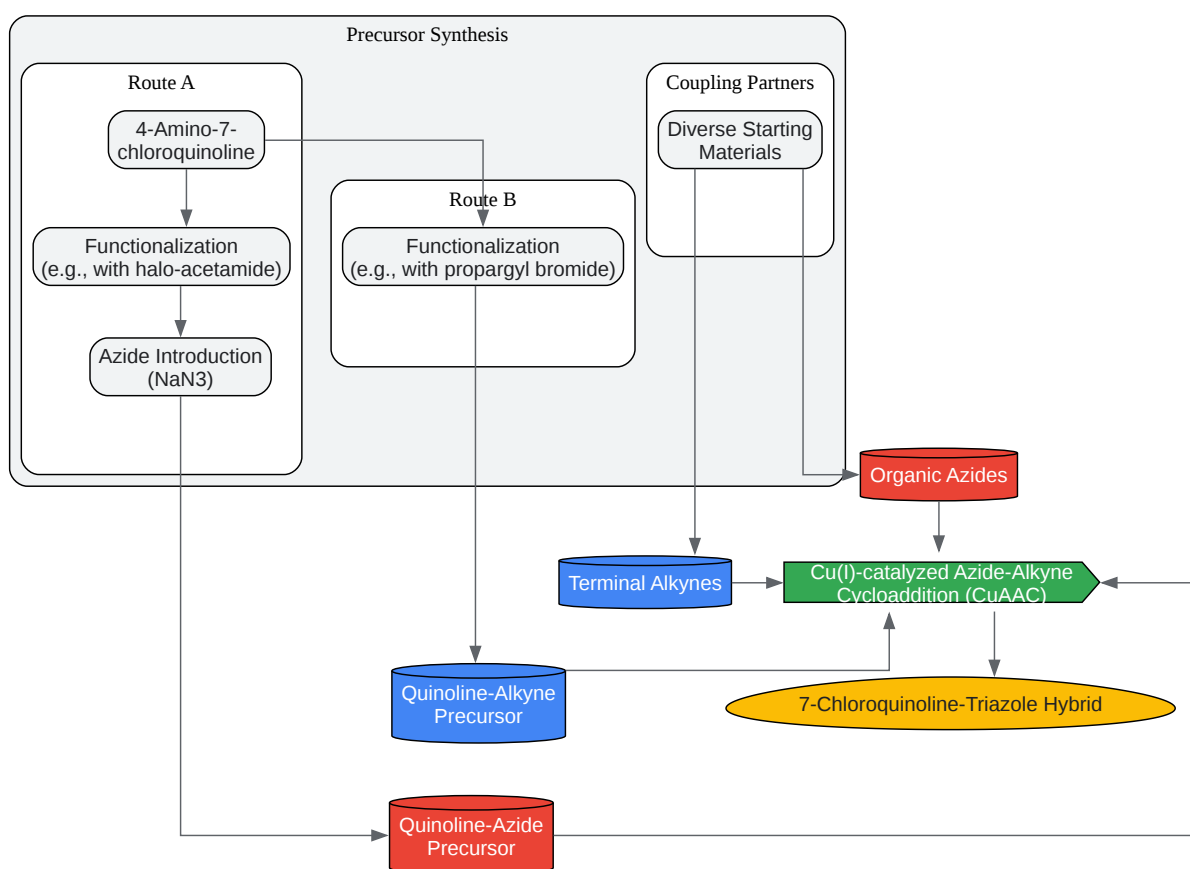 Precursor Synthesis
Route A
4-Amino-7-
chloroquinoline
Functionalization
(e.g., with halo-acetamide)
Azide Introduction
(NaN3)
Route B
Functionalization
(e.g., with propargyl bromide)
Coupling Partners
Diverse Starting
Materials
Organic Azides
Terminal Alkynes
Cu(I)-catalyzed Azide-Alkyne
Cycloaddition (CuAAC)
Quinoline-Alkyne
Precursor
7-Chloroquinoline-Triazole Hybrid
Quinoline-Azide
Precursor